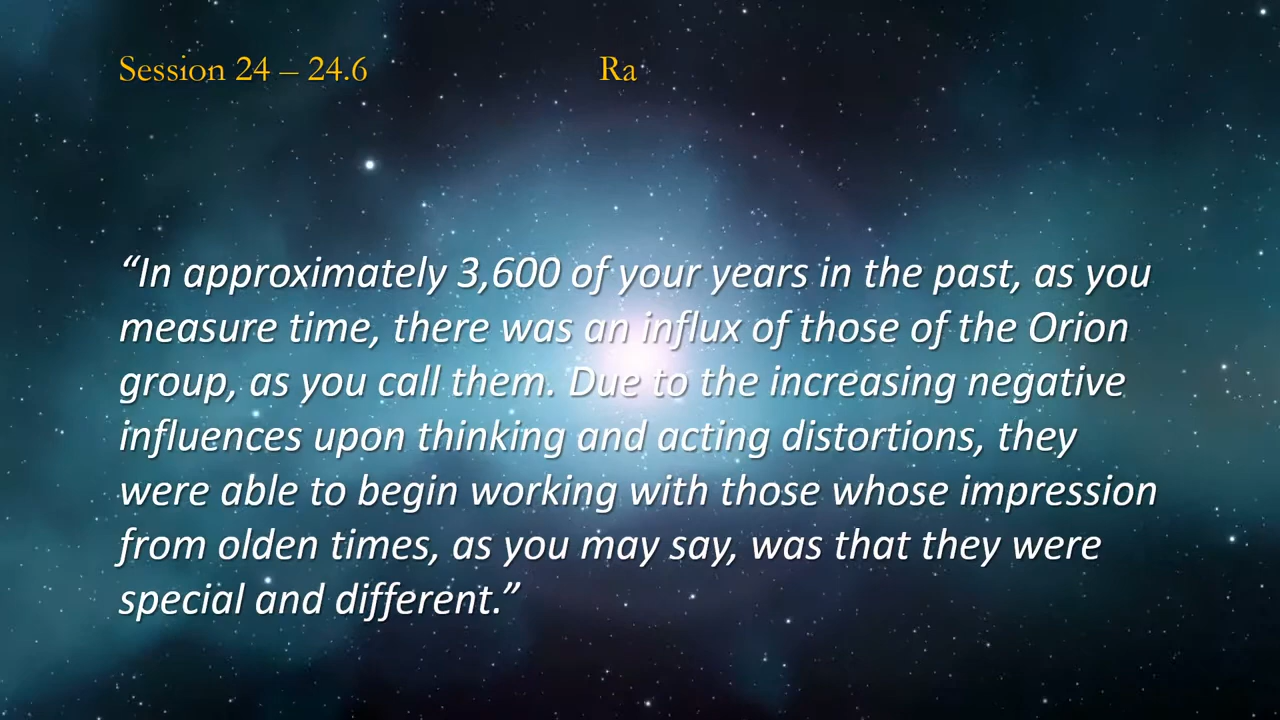 Session 24 – 24.6 Ra
“In approximately 3,600 of your years in the past, as you
measure time, there was an influx of those of the Orion
group, as you call them. Due to the increasing negative
influences upon thinking and acting distortions, they
were able to begin working with those whose impression
from olden times, as you may say, was that they were
special and different.”